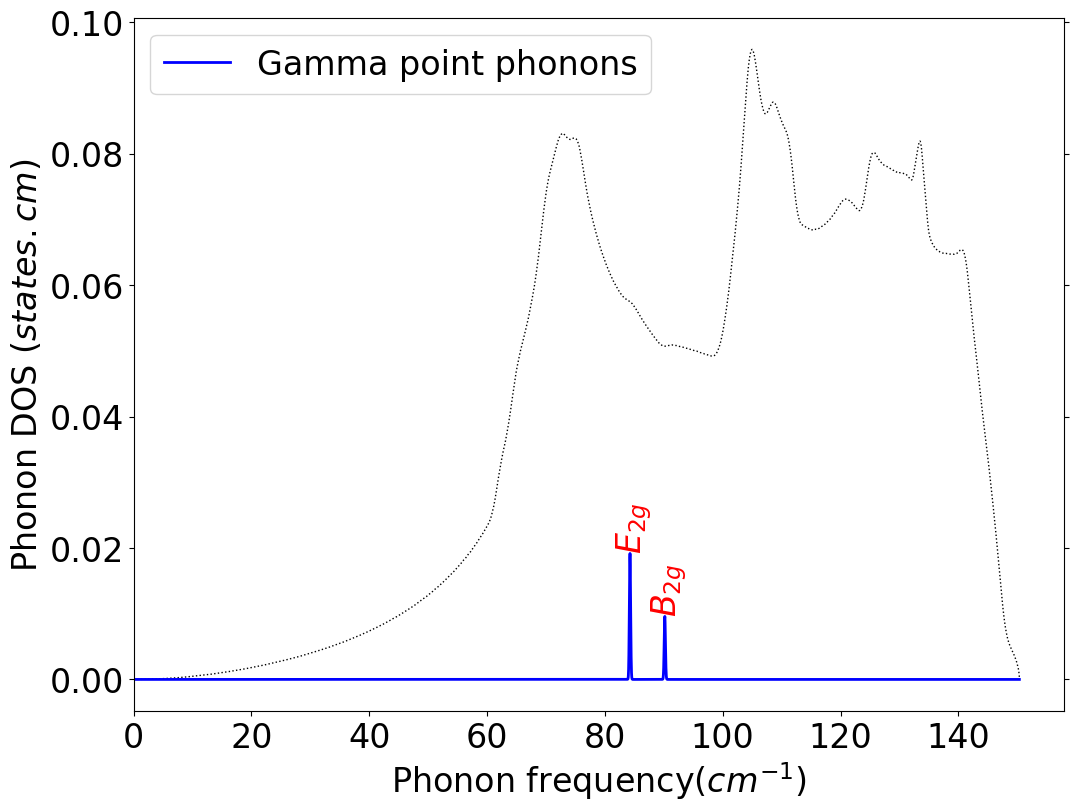 Gamma point phonons
Phonon DOS (states.cm)
0.10
0.08
0.06
0.04
0.02
0.00
E2g
B2g
0 20 40 60 80 100 120 140
Phonon frequency(cm⁻¹)